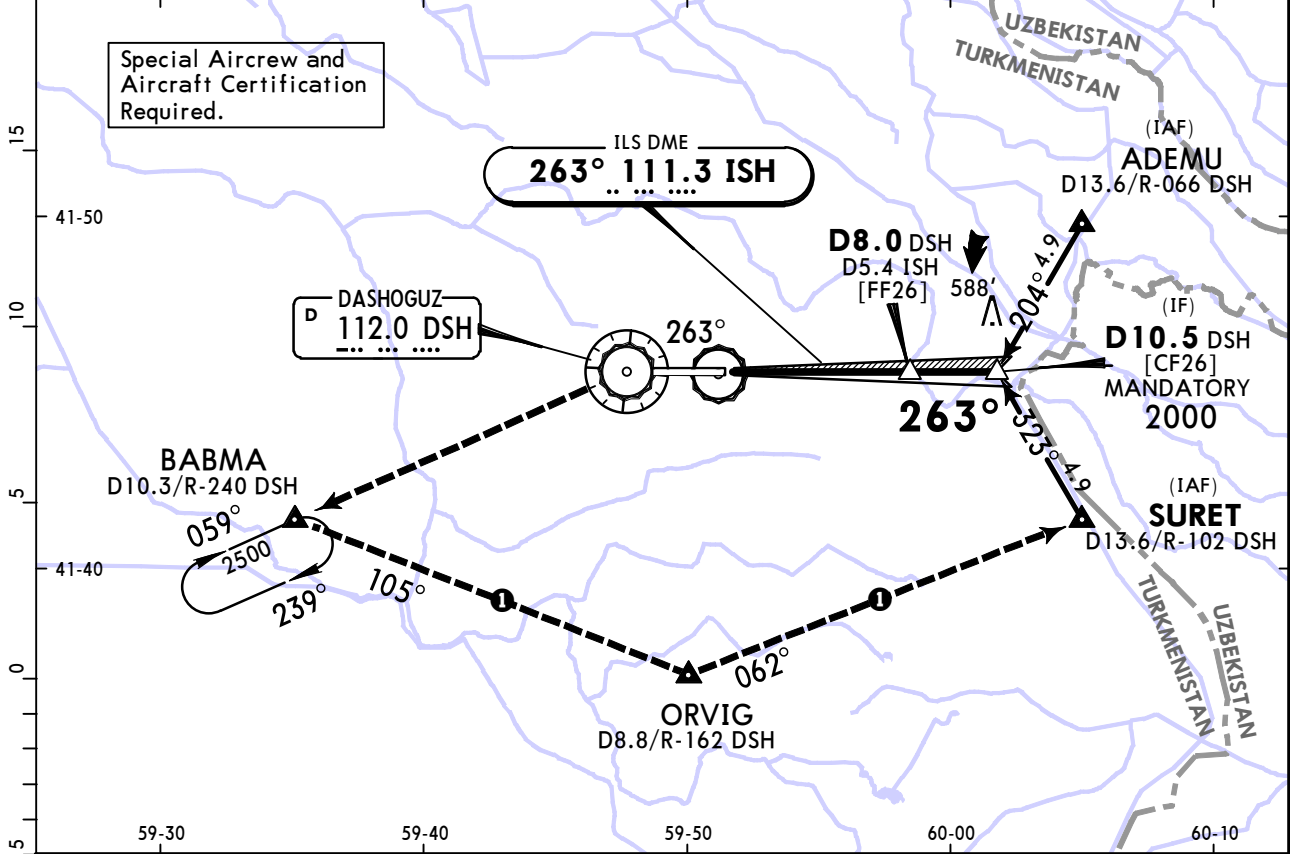 Special Aircrew and
Aircraft Certification
Required.
UZBEKISTAN
TURKMENISTAN
ILS DME
263° 111.3 ISH
(IAF)
ADEMU
D13.6/R-066 DSH
15
41-50
D8.0 DSH
D5.4 ISH
[FF26]
588'
204° 4.9
DASHOGUZ
D 112.0 DSH
263°
10
(IF)
D10.5 DSH
[CF26]
MANDATORY
2000
263°
323° 4.9
BABMA
D10.3/R-240 DSH
5
(IAF)
SURET
D13.6/R-102 DSH
059°
2500
239°
105°
41-40
1
1
062°
TURKMENISTAN
UZBEKISTAN
0
ORVIG
D8.8/R-162 DSH
5
59-30
59-40
59-50
60-00
60-10